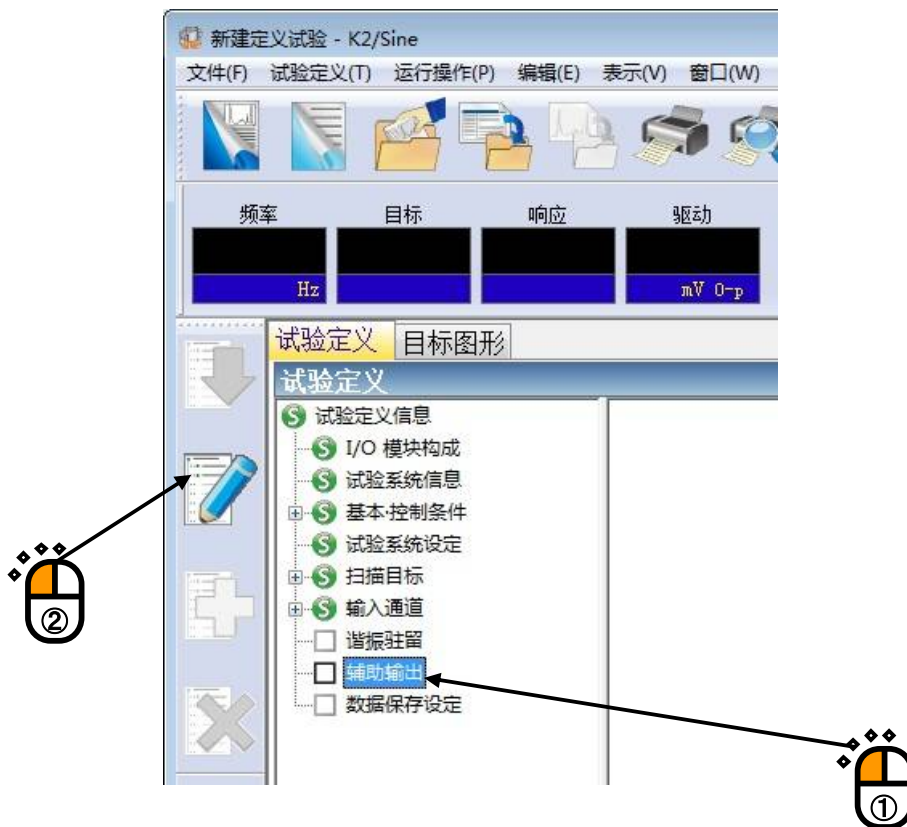 新建定义试验 - K2/Sine
文件(F) 试验定义(T) 运行操作(P) 编辑(E) 表示(V) 窗口(W)
频率 目标 响应 驱动
Hz mV 0-p
试验定义 目标图形
试验定义
S 试验定义信息
S I/O 模块构成
S 试验系统信息
S 基本·控制条件
S 试验系统设定
S 扫描目标
S 输入通道
谐振驻留
辅助输出
数据保存设定
②
①